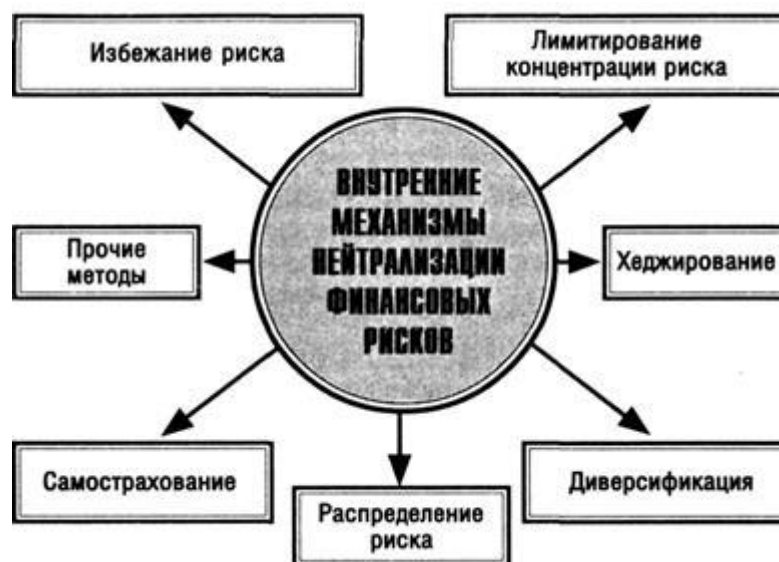 Избежание риска
Лимитирование
концентрации риска
ВНУТРЕННИЕ
МЕХАНИЗМЫ
НЕЙТРАЛИЗАЦИИ
ФИНАНСОВЫХ
РИСКОВ
Прочие
методы
Хеджирование
Самострахование
Распределение
риска
Диверсификация